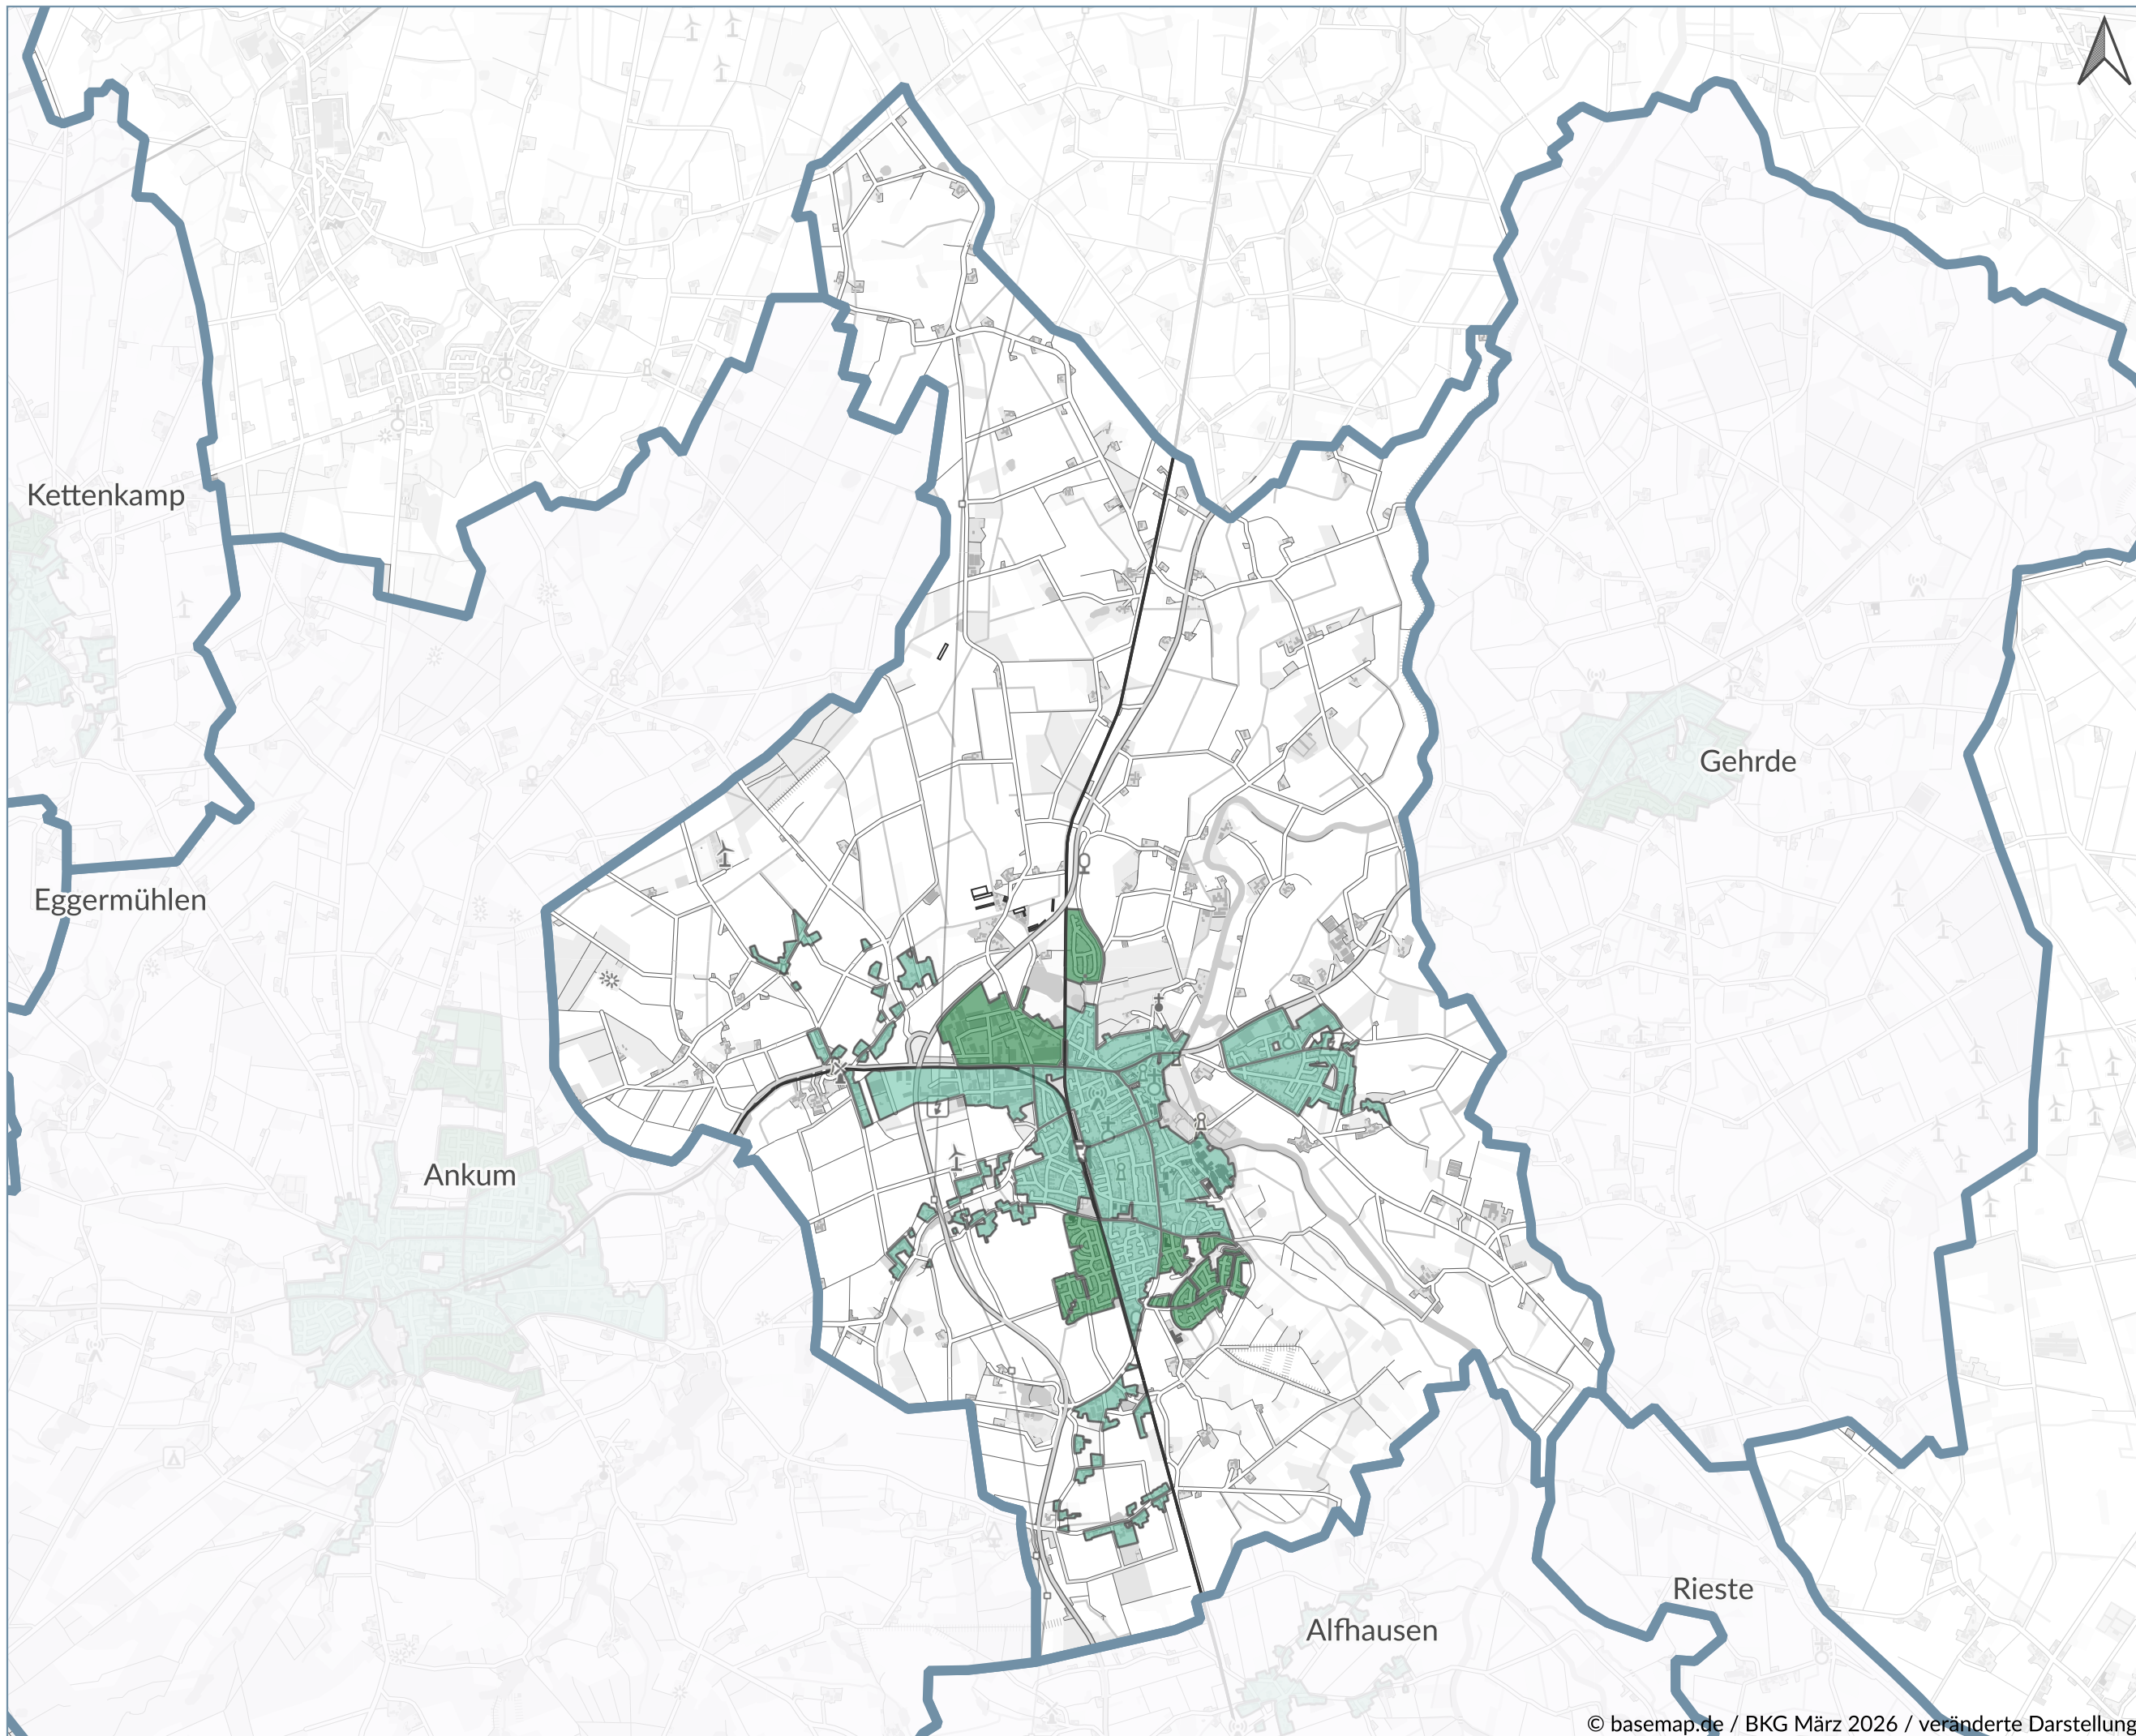 Kettenkamp
Gehrde
Eggermühlen
Ankum
Rieste
Alfhausen
© basemap.de / BKG März 2026 / veränderte Darstellung